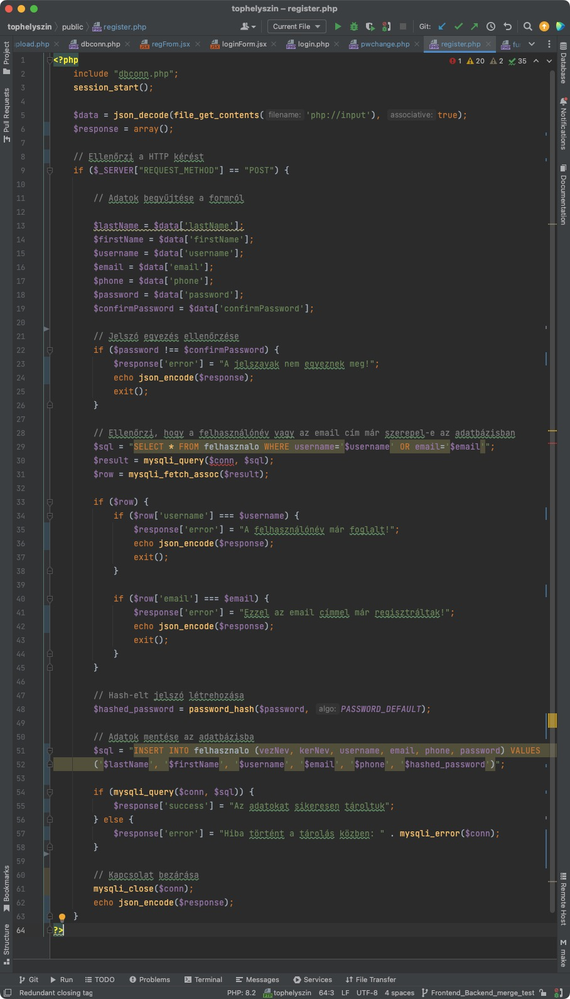 tophelyszin – register.php
tophelyszin public register.php Current File Git:
Project
pload.php dbconn.php regFrom.jsx loginForm.jsx login.php pwchange.php register.php fu
1 20 2 35
1 <?php
2 include "dbconn.php";
3 session_start();
4
5 $data = json_decode(file_get_contents( filename: 'php://input'), associative: true);
6 $response = array();
7
8 // Ellenőrzi a HTTP kérést
9 if ($_SERVER["REQUEST_METHOD"] == "POST") {
10
11 // Adatok begyűjtése a formról
12
13 $lastName = $data['lastName'];
14 $firstName = $data['firstName'];
15 $username = $data['username'];
16 $email = $data['email'];
17 $phone = $data['phone'];
18 $password = $data['password'];
19 $confirmPassword = $data['confirmPassword'];
20
21 // Jelszó egyezés ellenőrzése
22 if ($password !== $confirmPassword) {
23 $response['error'] = "A jelszavak nem egyeznek meg!";
24 echo json_encode($response);
25 exit();
26 }
27
28 // Ellenőrzi, hogy a felhasználónév vagy az email cím már szerepel-e az adatbázisban
29 $sql = "SELECT * FROM felhasznalo WHERE username='$username' OR email='$email'";
30 $result = mysqli_query($conn, $sql);
31 $row = mysqli_fetch_assoc($result);
32
33 if ($row) {
34 if ($row['username'] === $username) {
35 $response['error'] = "A felhasználónév már foglalt!";
36 echo json_encode($response);
37 exit();
38 }
39
40 if ($row['email'] === $email) {
41 $response['error'] = "Ezzel az email címmel már regisztráltak!";
42 echo json_encode($response);
43 exit();
44 }
45 }
46
47 // Hash-elt jelszó létrehozása
48 $hashed_password = password_hash($password, algo: PASSWORD_DEFAULT);
49
50 // Adatok mentése az adatbázisba
51 $sql = "INSERT INTO felhasznalo (vezNev, kerNev, username, email, phone, password) VALUES
52 ('$lastName', '$firstName', '$username', '$email', '$phone', '$hashed_password')";
53
54 if (mysqli_query($conn, $sql)) {
55 $response['success'] = "Az adatokat sikeresen tároltuk";
56 } else {
57 $response['error'] = "Hiba történt a tárolás közben: " . mysqli_error($conn);
58 }
59
60 // Kapcsolat bezárása
61 mysqli_close($conn);
62 echo json_encode($response);
63 }
64 ?>
Pull Requests
Bookmarks
Structure
Database
Notifications
Documentation
Remote Host
M make
Git Run TODO Problems Terminal Messages Services File Transfer
Redundant closing tag PHP: 8.2 FTP tophelyszin 64:3 LF UTF-8 4 spaces Frontend_Backend_merge_test